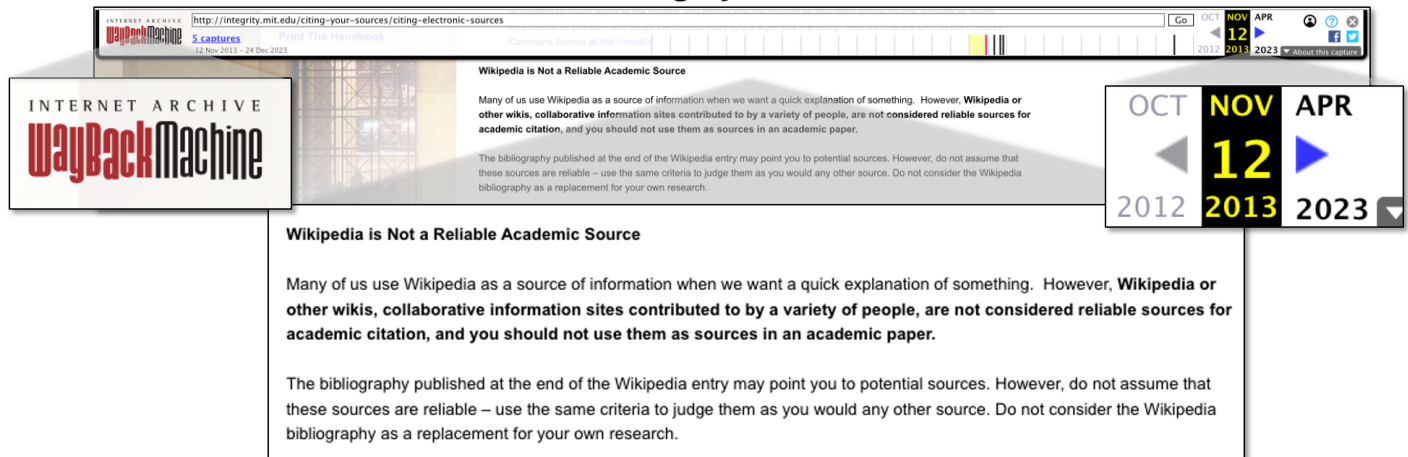 INTERNET ARCHIVE
WayBackMachine
http://integrity.mit.edu/citing-your-sources/citing-electronic-sources
Go
5 captures
12 Nov 2013 – 24 Dec 2023
OCT NOV APR
12
2012 2013 2023
About this capture
Print The Handbook
Commons license at http://creativ
Wikipedia is Not a Reliable Academic Source
Many of us use Wikipedia as a source of information when we want a quick explanation of something. However, Wikipedia or
other wikis, collaborative information sites contributed to by a variety of people, are not considered reliable sources for
academic citation, and you should not use them as sources in an academic paper.
The bibliography published at the end of the Wikipedia entry may point you to potential sources. However, do not assume that
these sources are reliable – use the same criteria to judge them as you would any other source. Do not consider the Wikipedia
bibliography as a replacement for your own research.
INTERNET ARCHIVE
WayBackMachine
OCT NOV APR
12
2012 2013 2023
Wikipedia is Not a Reliable Academic Source
Many of us use Wikipedia as a source of information when we want a quick explanation of something. However, Wikipedia or
other wikis, collaborative information sites contributed to by a variety of people, are not considered reliable sources for
academic citation, and you should not use them as sources in an academic paper.
The bibliography published at the end of the Wikipedia entry may point you to potential sources. However, do not assume that
these sources are reliable – use the same criteria to judge them as you would any other source. Do not consider the Wikipedia
bibliography as a replacement for your own research.